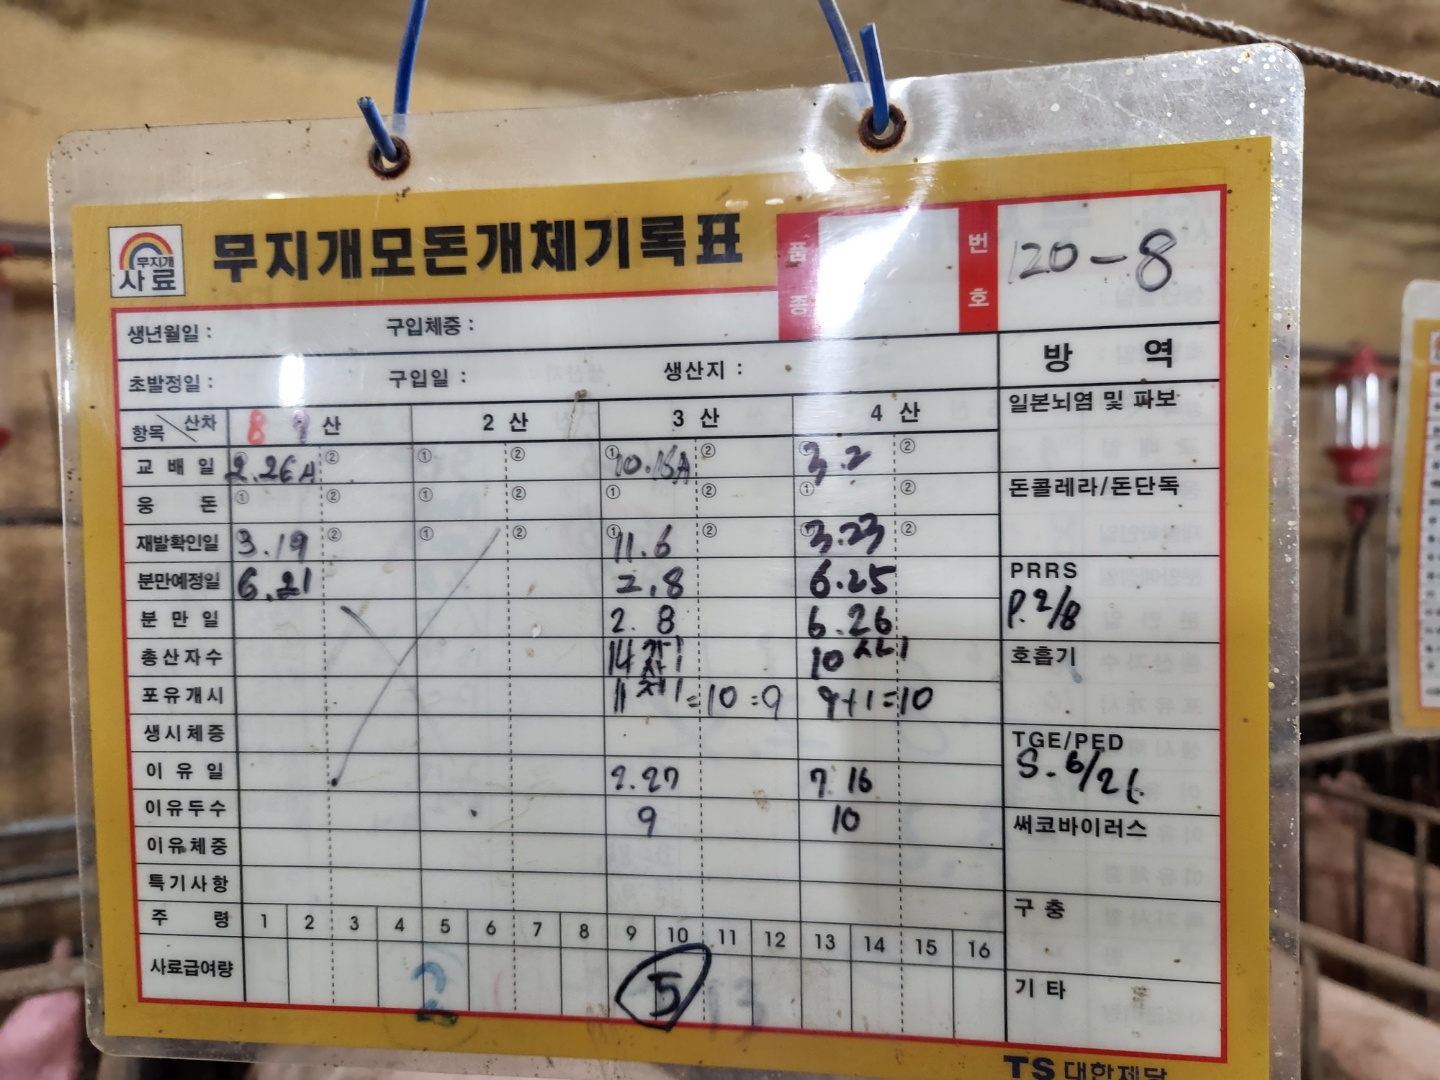 무지개
사료
무지개모돈개체기록표
품종
번호
120-8
생년월일 : 구입체중 :
초발정일 : 구입일 : 생산지 :
방 역
항목 산차 8 9 산 2 산 3 산 4 산
일본뇌염 및 파보
교배일 2.26A ② ① ② ① 10.15A ② ① 3.2 ②
웅돈 ① ② ① ② ① ② ① ②
돈콜레라/돈단독
재발확인일 3.19 ② ① ② ① 11.6 ② ① 3.23 ②
분만예정일 6.21 2.8 6.25
PRRS
P. 2/8
분만일 2. 8 6.26
총산자수 14 10 사1
호흡기
포유개시 11 =10 =9 9+1=10
생시체중
TGE/PED
S. 6/26
이유일 2.27 7.16
이유두수 9 10
써코바이러스
이유체중
특기사항
구충
주령 1 2 3 4 5 6 7 8 9 10 11 12 13 14 15 16
사료급여량 2 5 13
기타
TS 대한제당